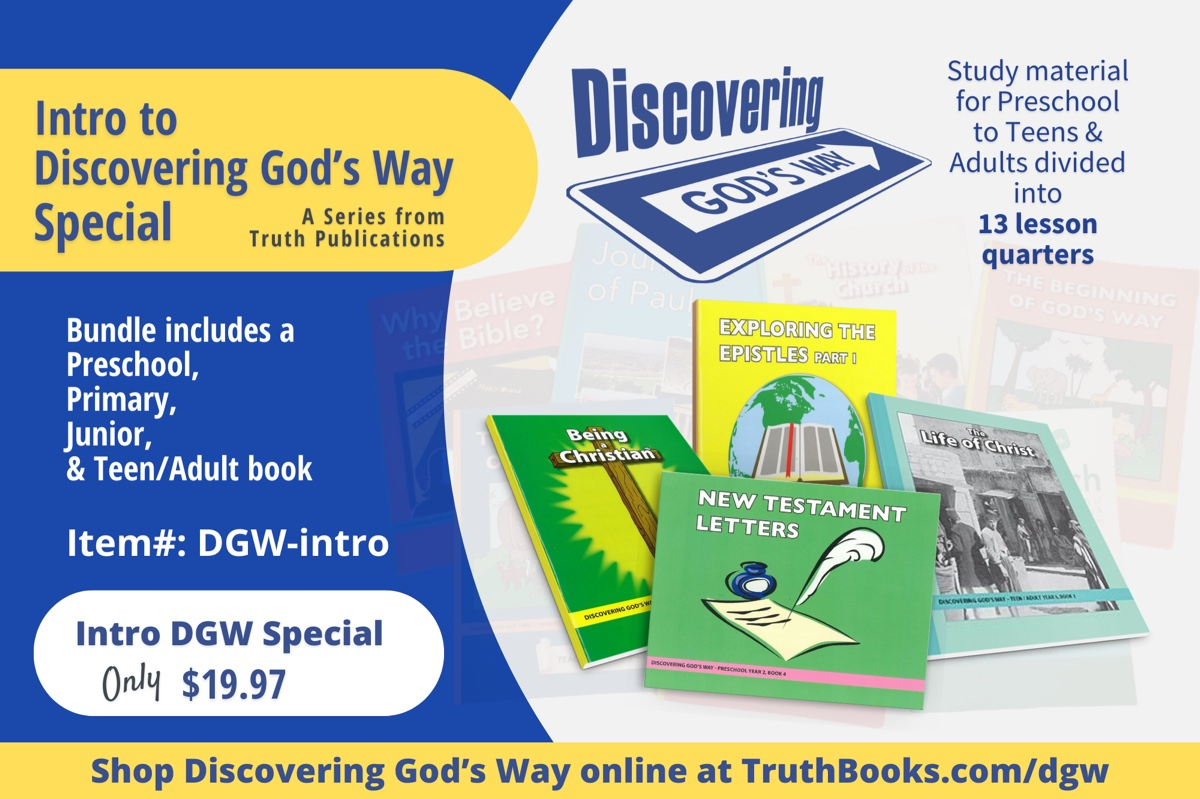 Intro to
Discovering God's Way
Special
A Series from
Truth Publications
Bundle includes a
Preschool,
Primary,
Junior,
& Teen/Adult book
Item#: DGW-intro
Intro DGW Special
Only $19.97
Discovering
GOD'S WAY
Study material
for Preschool
to Teens &
Adults divided
into
13 lesson
quarters
Why Believe
the Bible?
of Paul
The History of the
Church
THE BEGINNING
OF GOD'S WAY
EXPLORING THE
EPISTLES PART 1
Being
a
Christian
DISCOVERING GOD'S
NEW TESTAMENT
LETTERS
DISCOVERING GOD'S WAY - PRESCHOOL YEAR 2, BOOK 4
The
Life of Christ
DISCOVERING GOD'S WAY - TEEN / ADULT YEAR 1, BOOK 1
Shop Discovering God's Way online at TruthBooks.com/dgw